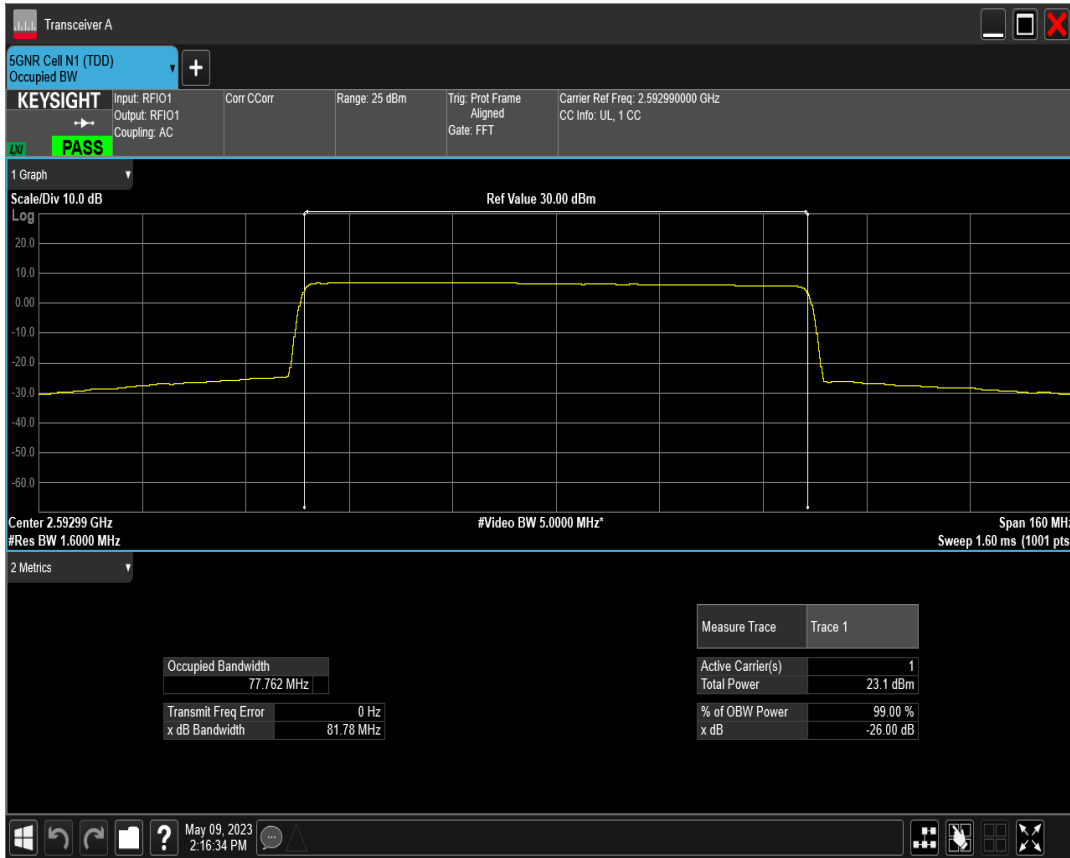 Transceiver A
5GNR Cell N1 (TDD)
Occupied BW
KEYSIGHT
LXI
PASS
Input: RFIO1
Output: RFIO1
Coupling: AC
Corr CCorr
Range: 25 dBm
Trig: Prot Frame
Aligned
Gate: FFT
Carrier Ref Freq: 2.592990000 GHz
CC Info: UL, 1 CC
1 Graph
Scale/Div 10.0 dB
Ref Value 30.00 dBm
Log
20.0
10.0
0.00
-10.0
-20.0
-30.0
-40.0
-50.0
-60.0
Center 2.59299 GHz
#Video BW 5.0000 MHz*
Span 160 MHz
#Res BW 1.6000 MHz
Sweep 1.60 ms (1001 pts
2 Metrics
Measure Trace Trace 1
Occupied Bandwidth
77.762 MHz
Active Carrier(s) 1
Total Power 23.1 dBm
Transmit Freq Error 0 Hz
x dB Bandwidth 81.78 MHz
% of OBW Power 99.00 %
x dB -26.00 dB
?
May 09, 2023
2:16:34 PM